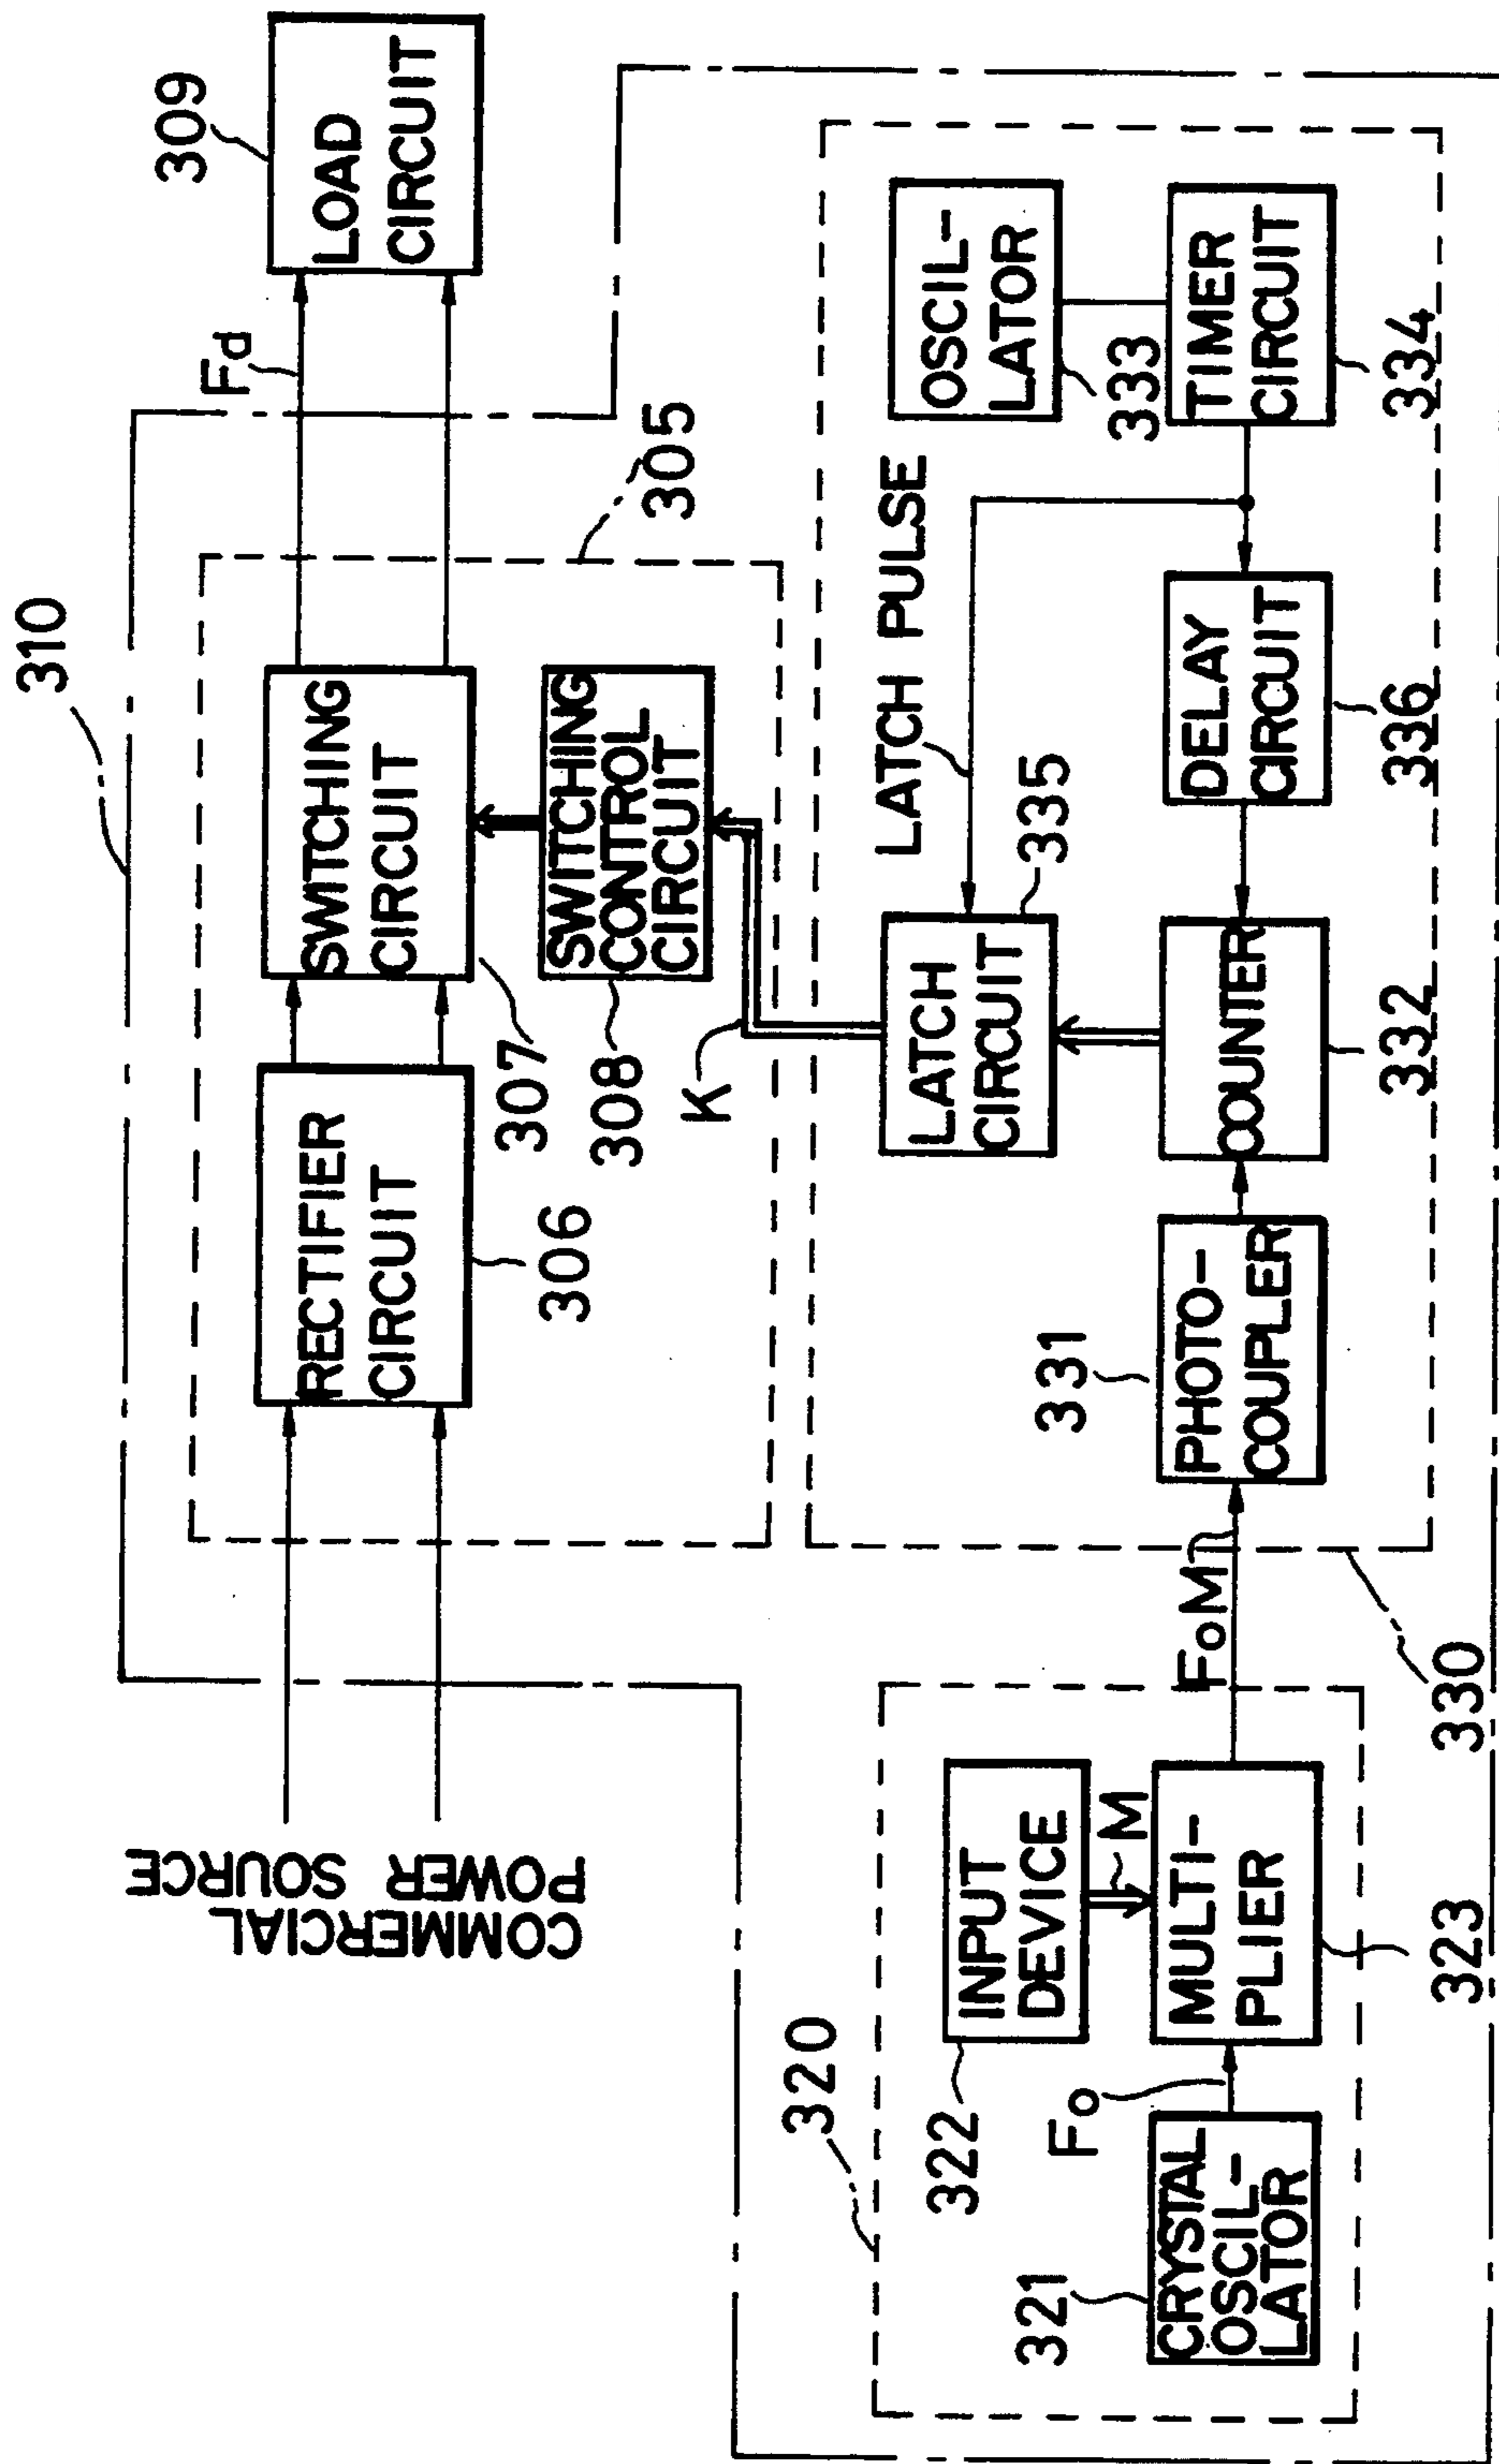 310
309
COMMERCIAL
POWER SOURCE
RECTIFIER
CIRCUIT
306
SWITCHING
CIRCUIT
307
Fd
LOAD
CIRCUIT
SWITCHING
CONTROL
CIRCUIT
308
305
K
320
322
INPUT
DEVICE
M
321
CRYSTAL
OSCIL-
LATOR
Fo
MULTI-
PLIER
323
FoM
330
331
PHOTO-
COUPLER
LATCH
CIRCUIT
335
LATCH PULSE
COUNTER
332
DELAY
CIRCUIT
336
OSCIL-
LATOR
333
TIMER
CIRCUIT
334